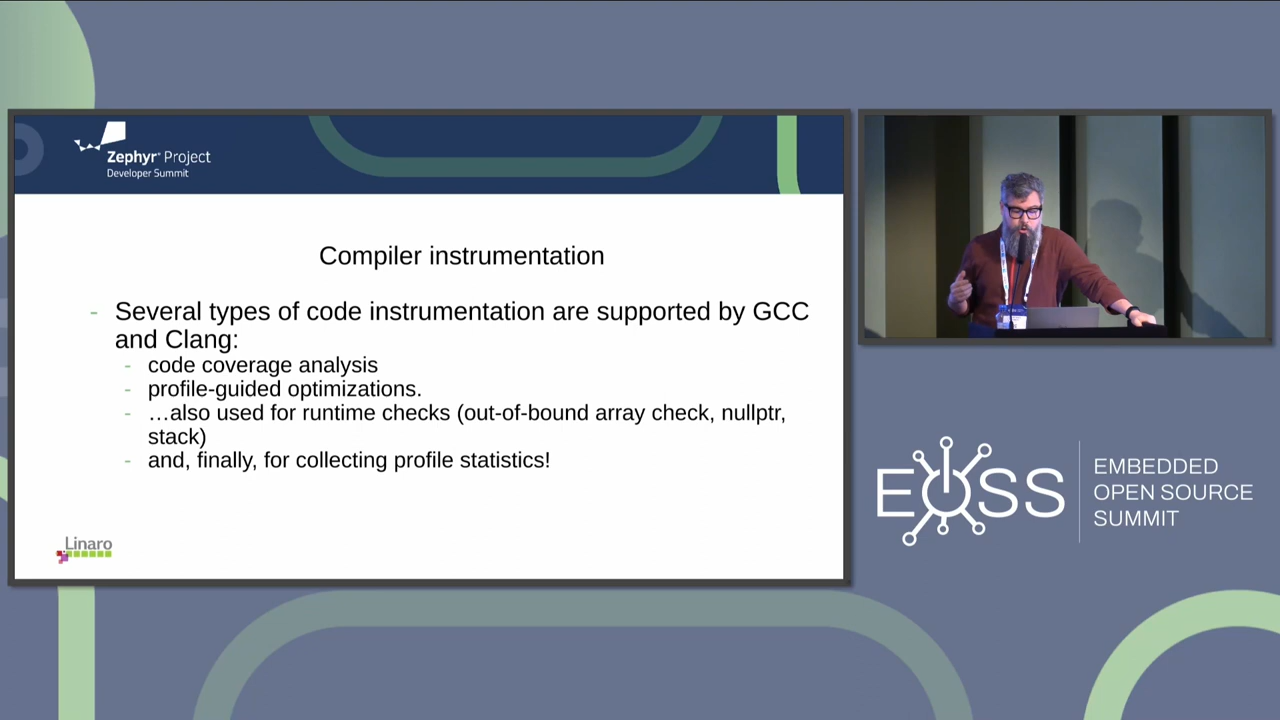 Zephyr® Project
Developer Summit
Compiler instrumentation
- Several types of code instrumentation are supported by GCC
and Clang:
- code coverage analysis
- profile-guided optimizations.
- …also used for runtime checks (out-of-bound array check, nullptr,
stack)
- and, finally, for collecting profile statistics!
Linaro
EOSS
EMBEDDED
OPEN SOURCE
SUMMIT